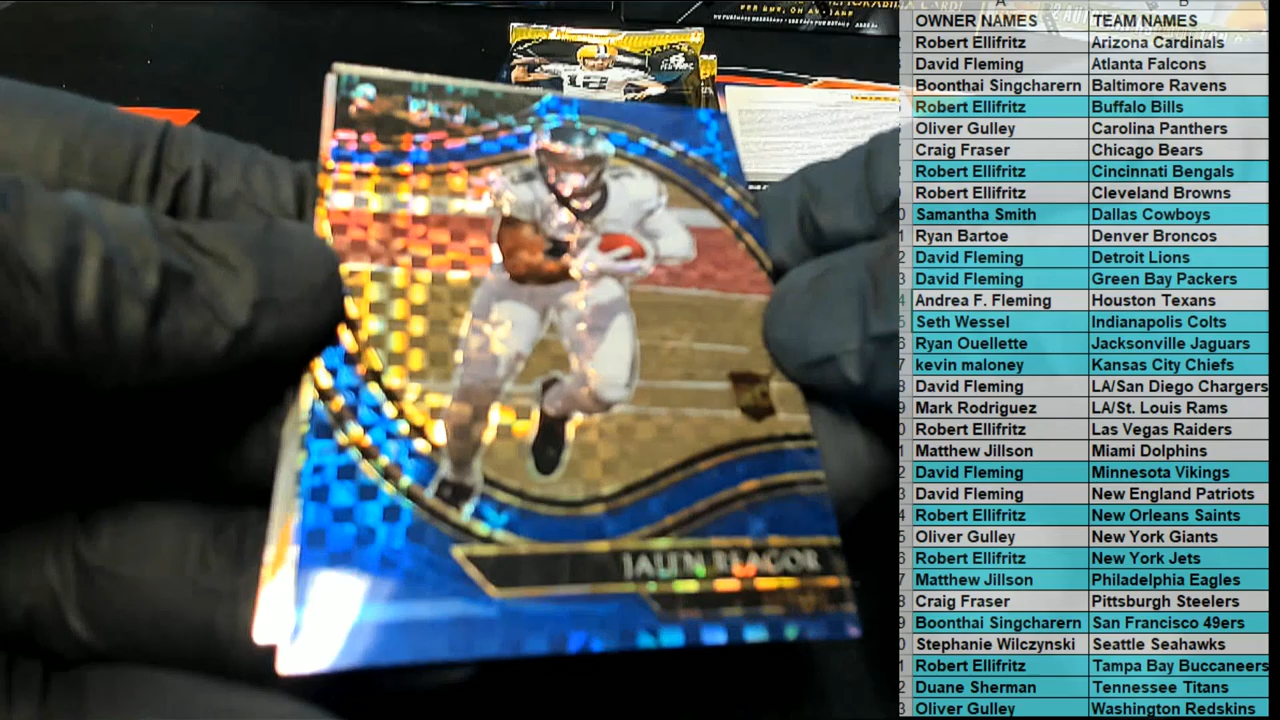 A B
OWNER NAMES TEAM NAMES
Robert Ellifritz Arizona Cardinals
David Fleming Atlanta Falcons
Boonthai Singcharern Baltimore Ravens
Robert Ellifritz Buffalo Bills
Oliver Gulley Carolina Panthers
Craig Fraser Chicago Bears
Robert Ellifritz Cincinnati Bengals
Robert Ellifritz Cleveland Browns
Samantha Smith Dallas Cowboys
Ryan Bartoe Denver Broncos
David Fleming Detroit Lions
David Fleming Green Bay Packers
Andrea F. Fleming Houston Texans
Seth Wessel Indianapolis Colts
Ryan Ouellette Jacksonville Jaguars
kevin maloney Kansas City Chiefs
David Fleming LA/San Diego Chargers
Mark Rodriguez LA/St. Louis Rams
Robert Ellifritz Las Vegas Raiders
Matthew Jillson Miami Dolphins
David Fleming Minnesota Vikings
David Fleming New England Patriots
Robert Ellifritz New Orleans Saints
Oliver Gulley New York Giants
Robert Ellifritz New York Jets
Matthew Jillson Philadelphia Eagles
Craig Fraser Pittsburgh Steelers
Boonthai Singcharern San Francisco 49ers
Stephanie Wilczynski Seattle Seahawks
Robert Ellifritz Tampa Bay Buccaneers
Duane Sherman Tennessee Titans
Oliver Gulley Washington Redskins
JALEN REAGOR